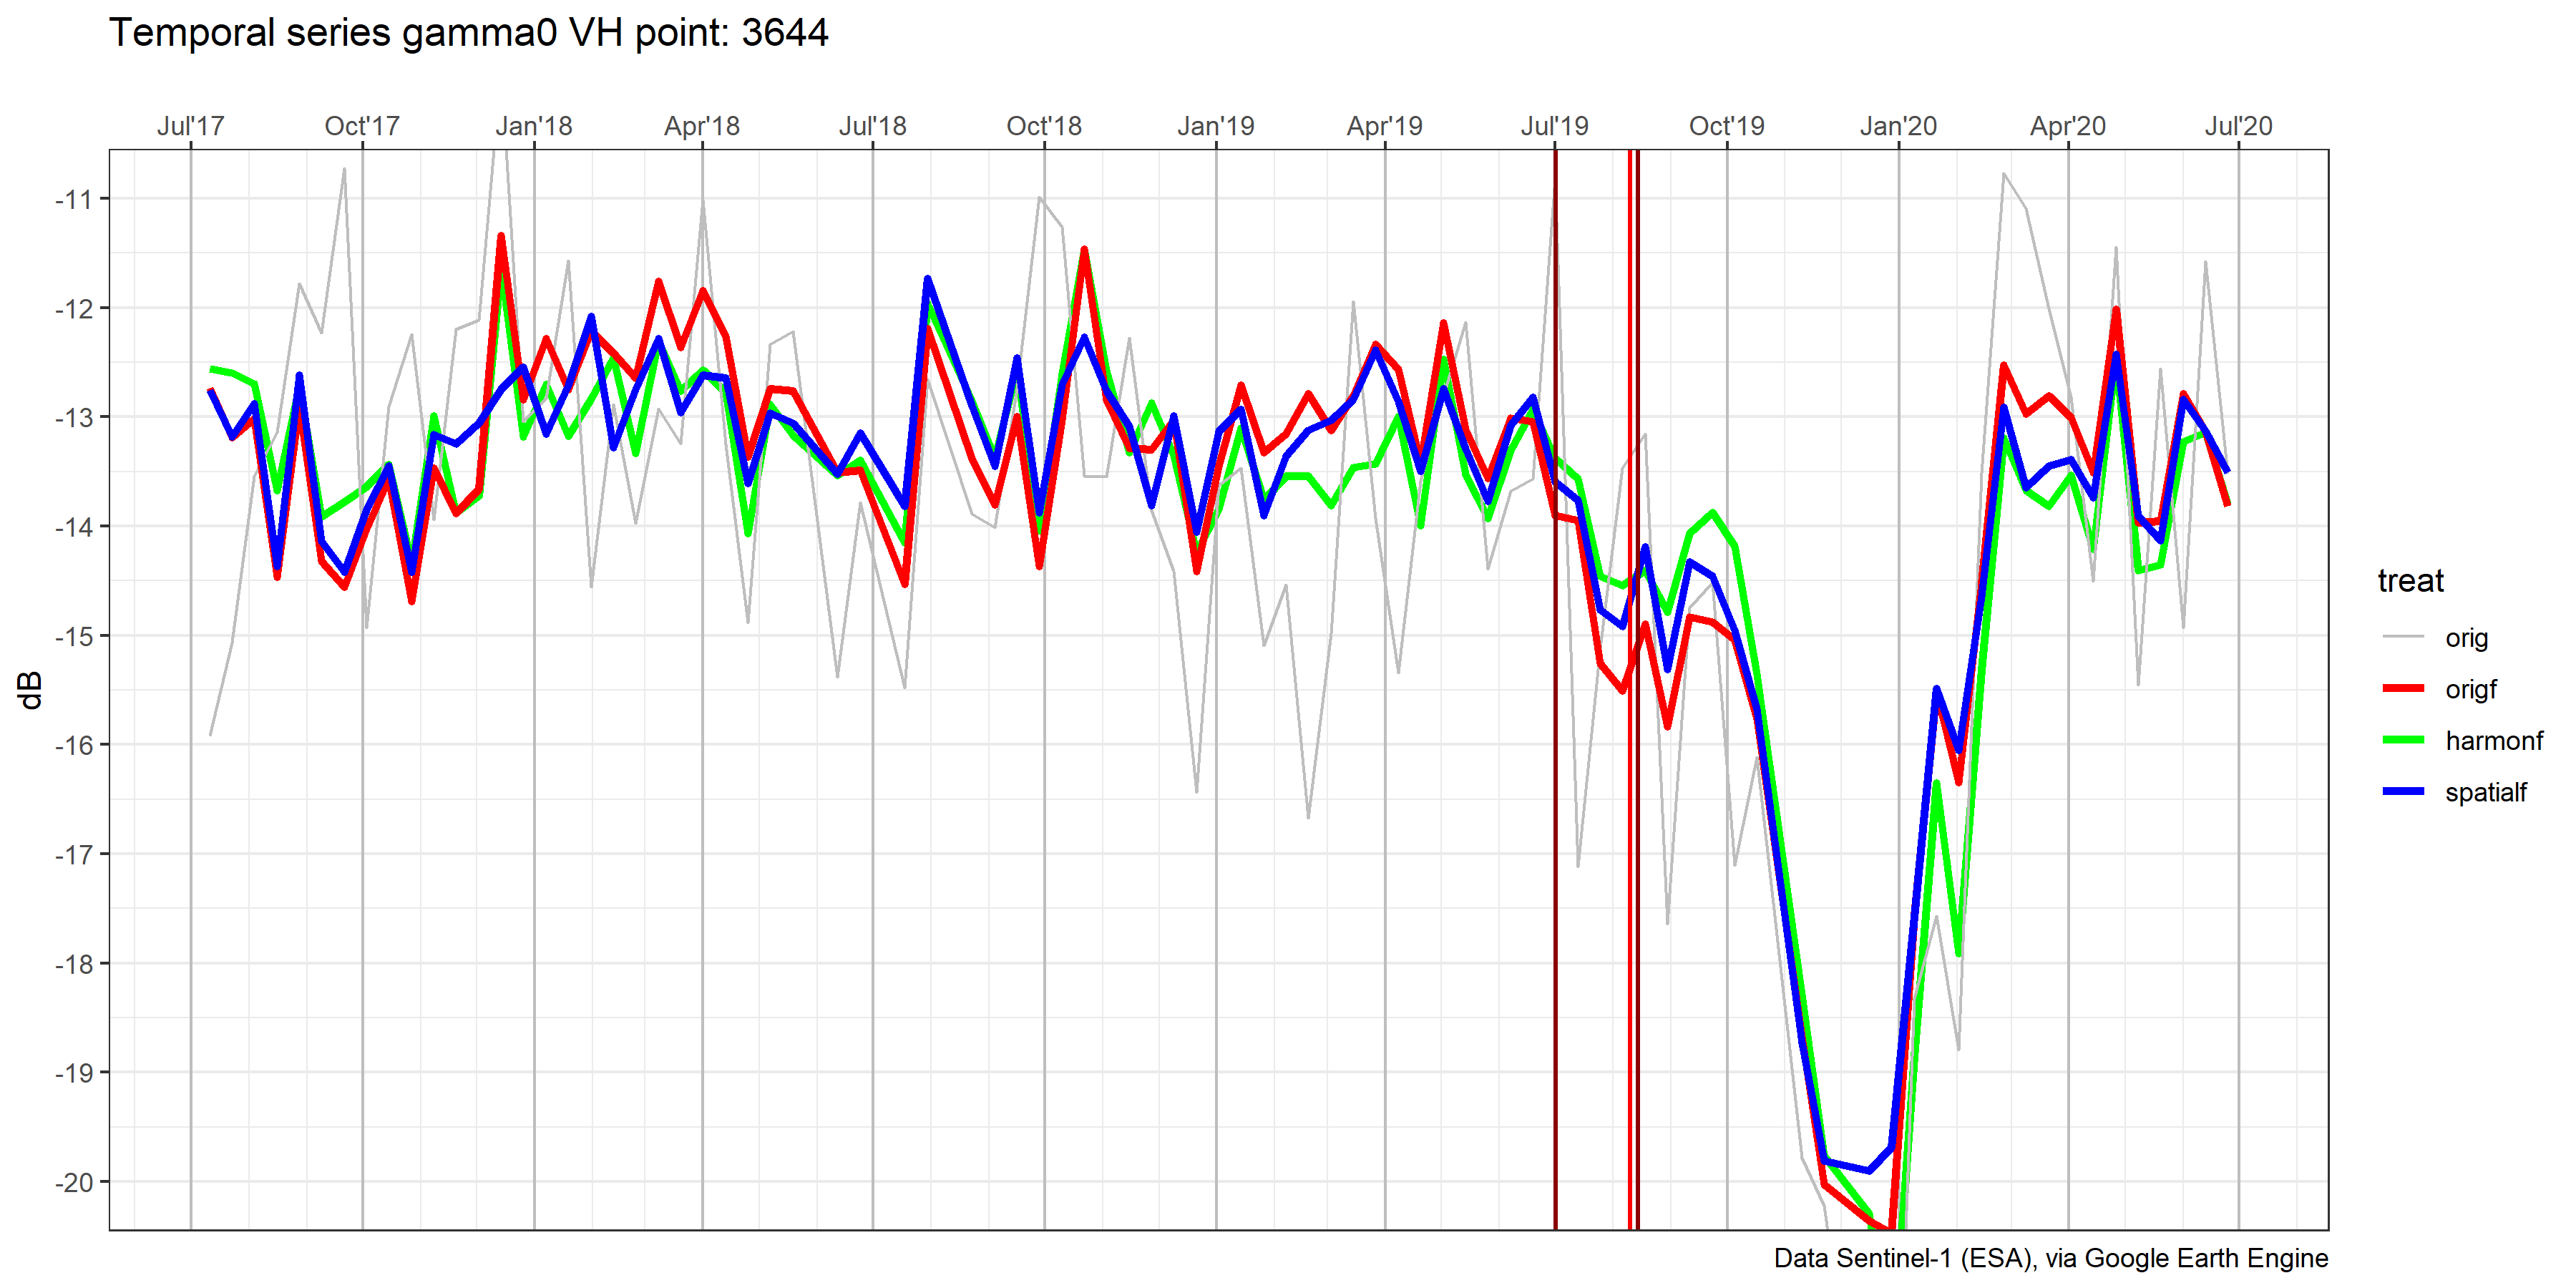 Temporal series gamma0 VH point: 3644
Jul'17 Oct'17 Jan'18 Apr'18 Jul'18 Oct'18 Jan'19 Apr'19 Jul'19 Oct'19 Jan'20 Apr'20 Jul'20
-11
-12
-13
-14
-15
-16
-17
-18
-19
-20
dB
treat
orig
origf
harmonf
spatialf
Data Sentinel-1 (ESA), via Google Earth Engine